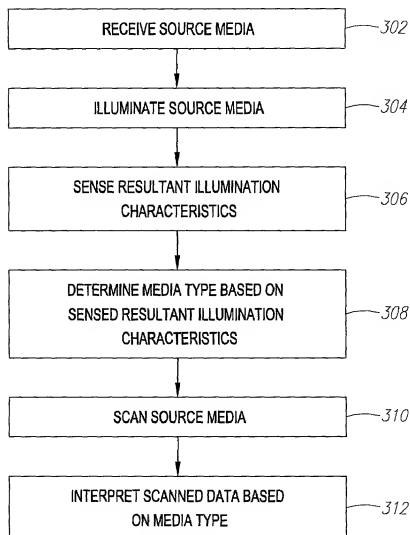 RECEIVE SOURCE MEDIA 302
ILLUMINATE SOURCE MEDIA 304
SENSE RESULTANT ILLUMINATION
CHARACTERISTICS
306
DETERMINE MEDIA TYPE BASED ON
SENSED RESULTANT ILLUMINATION
CHARACTERISTICS
308
SCAN SOURCE MEDIA 310
INTERPRET SCANNED DATA BASED
ON MEDIA TYPE
312